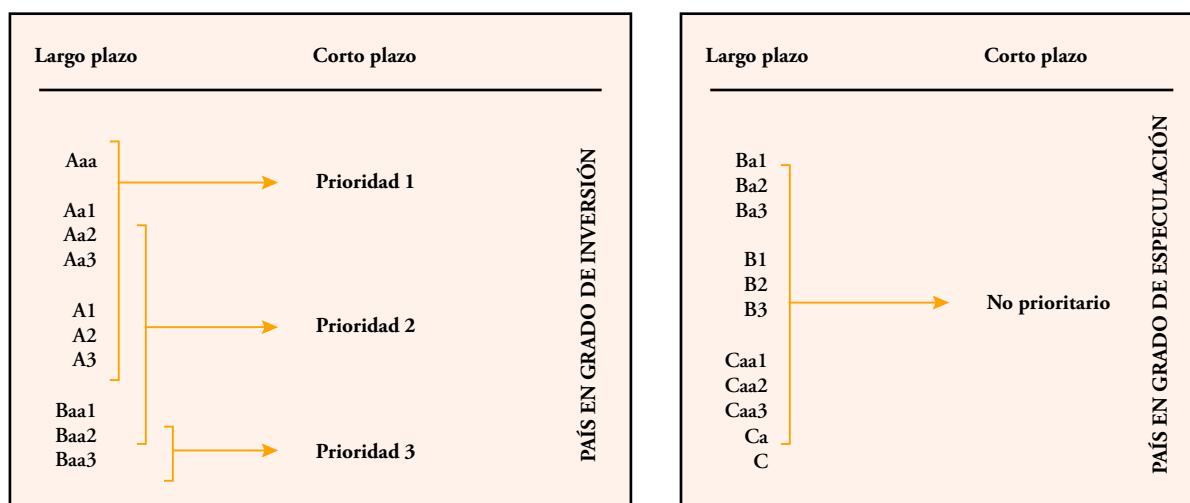 Largo plazo Corto plazo
Aaa
Prioridad 1
Aa1
Aa2
Aa3
A1
Prioridad 2
A2
A3
Baa1
Baa2
Prioridad 3
Baa3
PAÍS EN GRADO DE INVERSIÓN
Largo plazo Corto plazo
Ba1
Ba2
Ba3
B1
B2
B3
No prioritario
Caa1
Caa2
Caa3
Ca
C
PAÍS EN GRADO DE ESPECULACIÓN